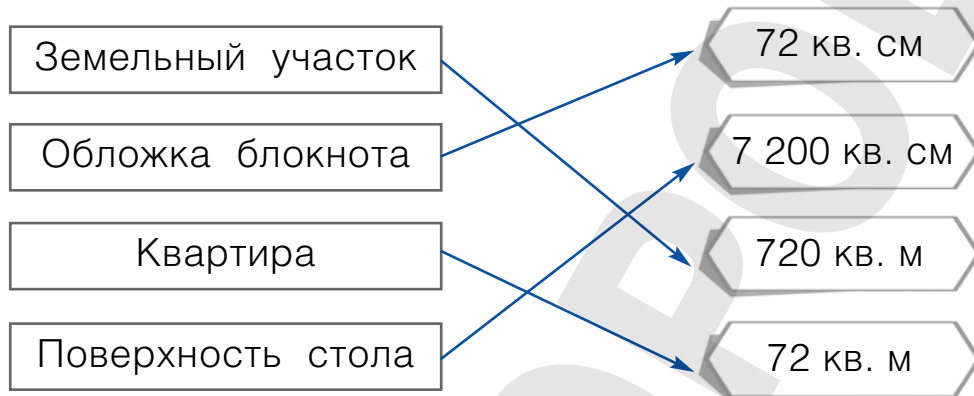 Земельный участок
72 кв. см
Обложка блокнота
7 200 кв. см
Квартира
720 кв. м
Поверхность стола
72 кв. м